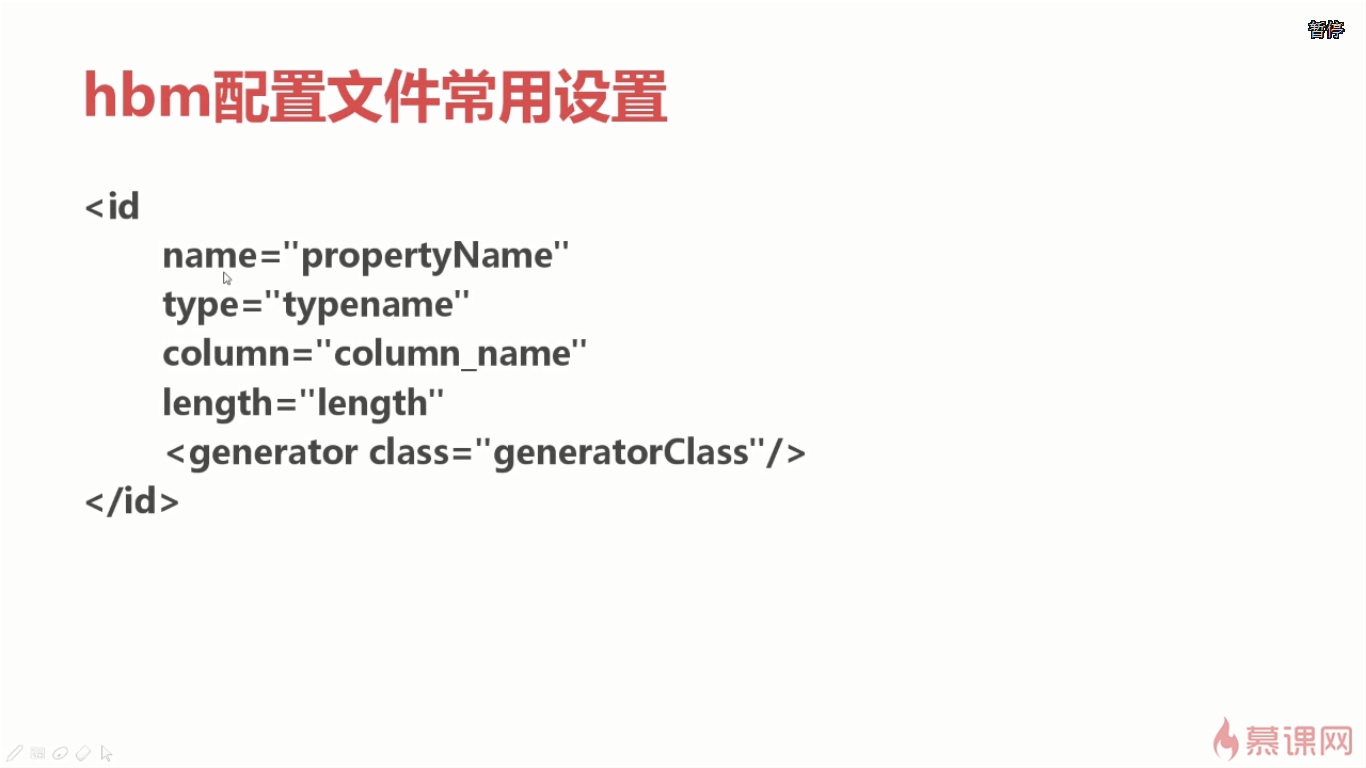 暂停
hbm配置文件常用设置
<id
name="propertyName"
type="typename"
column="column_name"
length="length"
<generator class="generatorClass"/>
</id>
慕课网